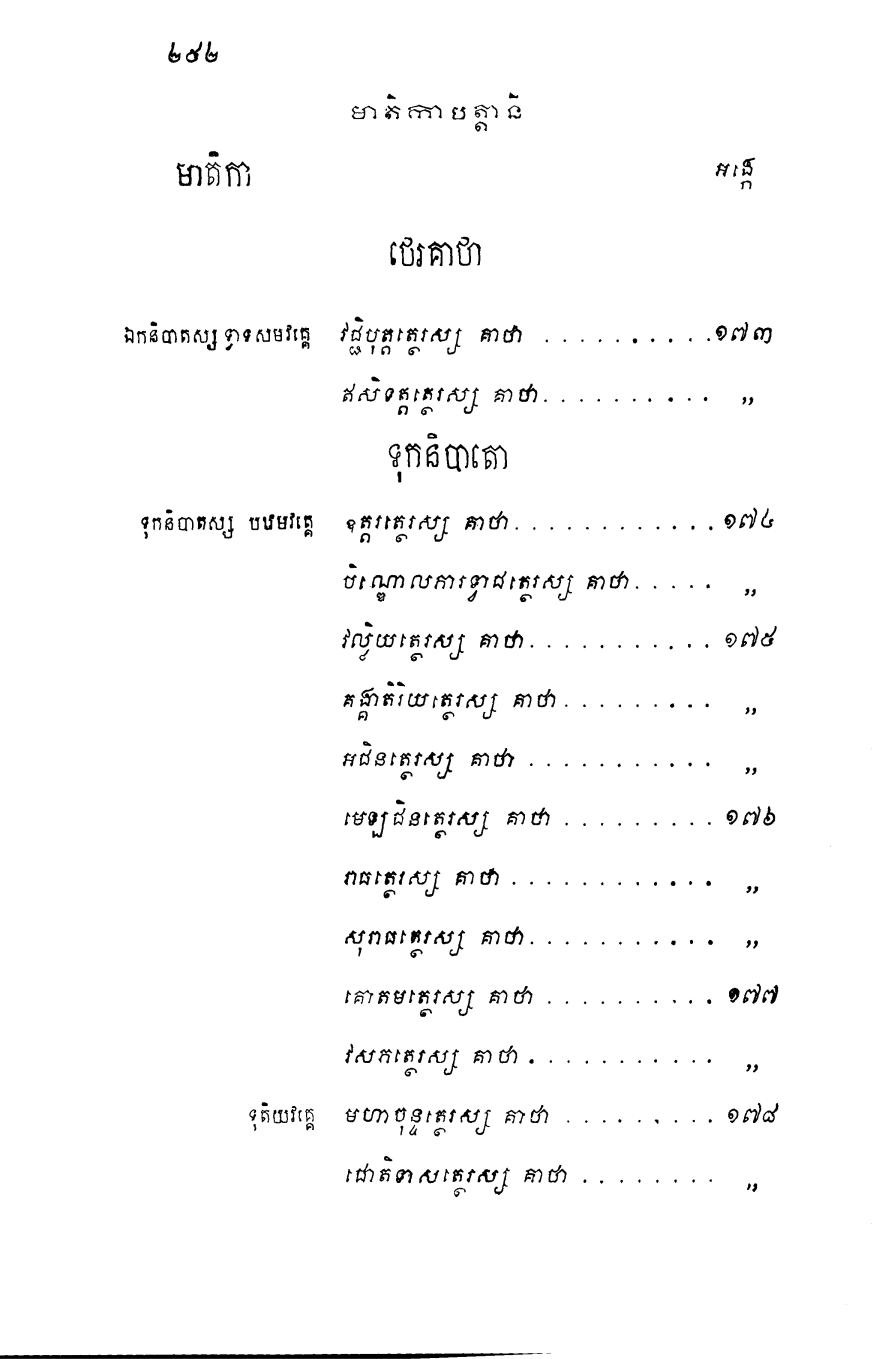 ២៩២
មាតិកាបត្តានិ
មាតិកា អង្កេ
ថេរគាថា
ឯកនិបាតស្ស ទ្វាទសមវគ្គេ វជ្ជិបុត្តត្ថេរស្ស គាថា . . . . . . . . . . ១៧៣
ឥសិទត្តត្ថេរស្ស គាថា . . . . . . . . . . ,,
ទុកនិបាតោ
ទុកនិបាតស្ស បឋមវគ្គេ ឧត្តរត្ថេរស្ស គាថា . . . . . . . . . . . . ១៧៤
បិណ្ឌោលភារទ្វាជត្ថេរស្ស គាថា . . . . . ,,
វល្លិយត្ថេរស្ស គាថា . . . . . . . . . . . ១៧៥
គង្គាតិរិយត្ថេរស្ស គាថា . . . . . . . . . ,,
អជិនត្ថេរស្ស គាថា . . . . . . . . . . . ,,
មេឡជិនត្ថេរស្ស គាថា . . . . . . . . . ១៧៦
រាធត្ថេរស្ស គាថា . . . . . . . . . . . . ,,
សុរាធត្ថេរស្ស គាថា . . . . . . . . . . . ,,
គោតមត្ថេរស្ស គាថា . . . . . . . . . . ១៧៧
វសភត្ថេរស្ស គាថា . . . . . . . . . . . ,,
ទុតិយវគ្គេ មហាចុន្ទត្ថេរស្ស គាថា . . . . . . . . . ១៧៨
ជោតិទាសត្ថេរស្ស គាថា . . . . . . . . ,,